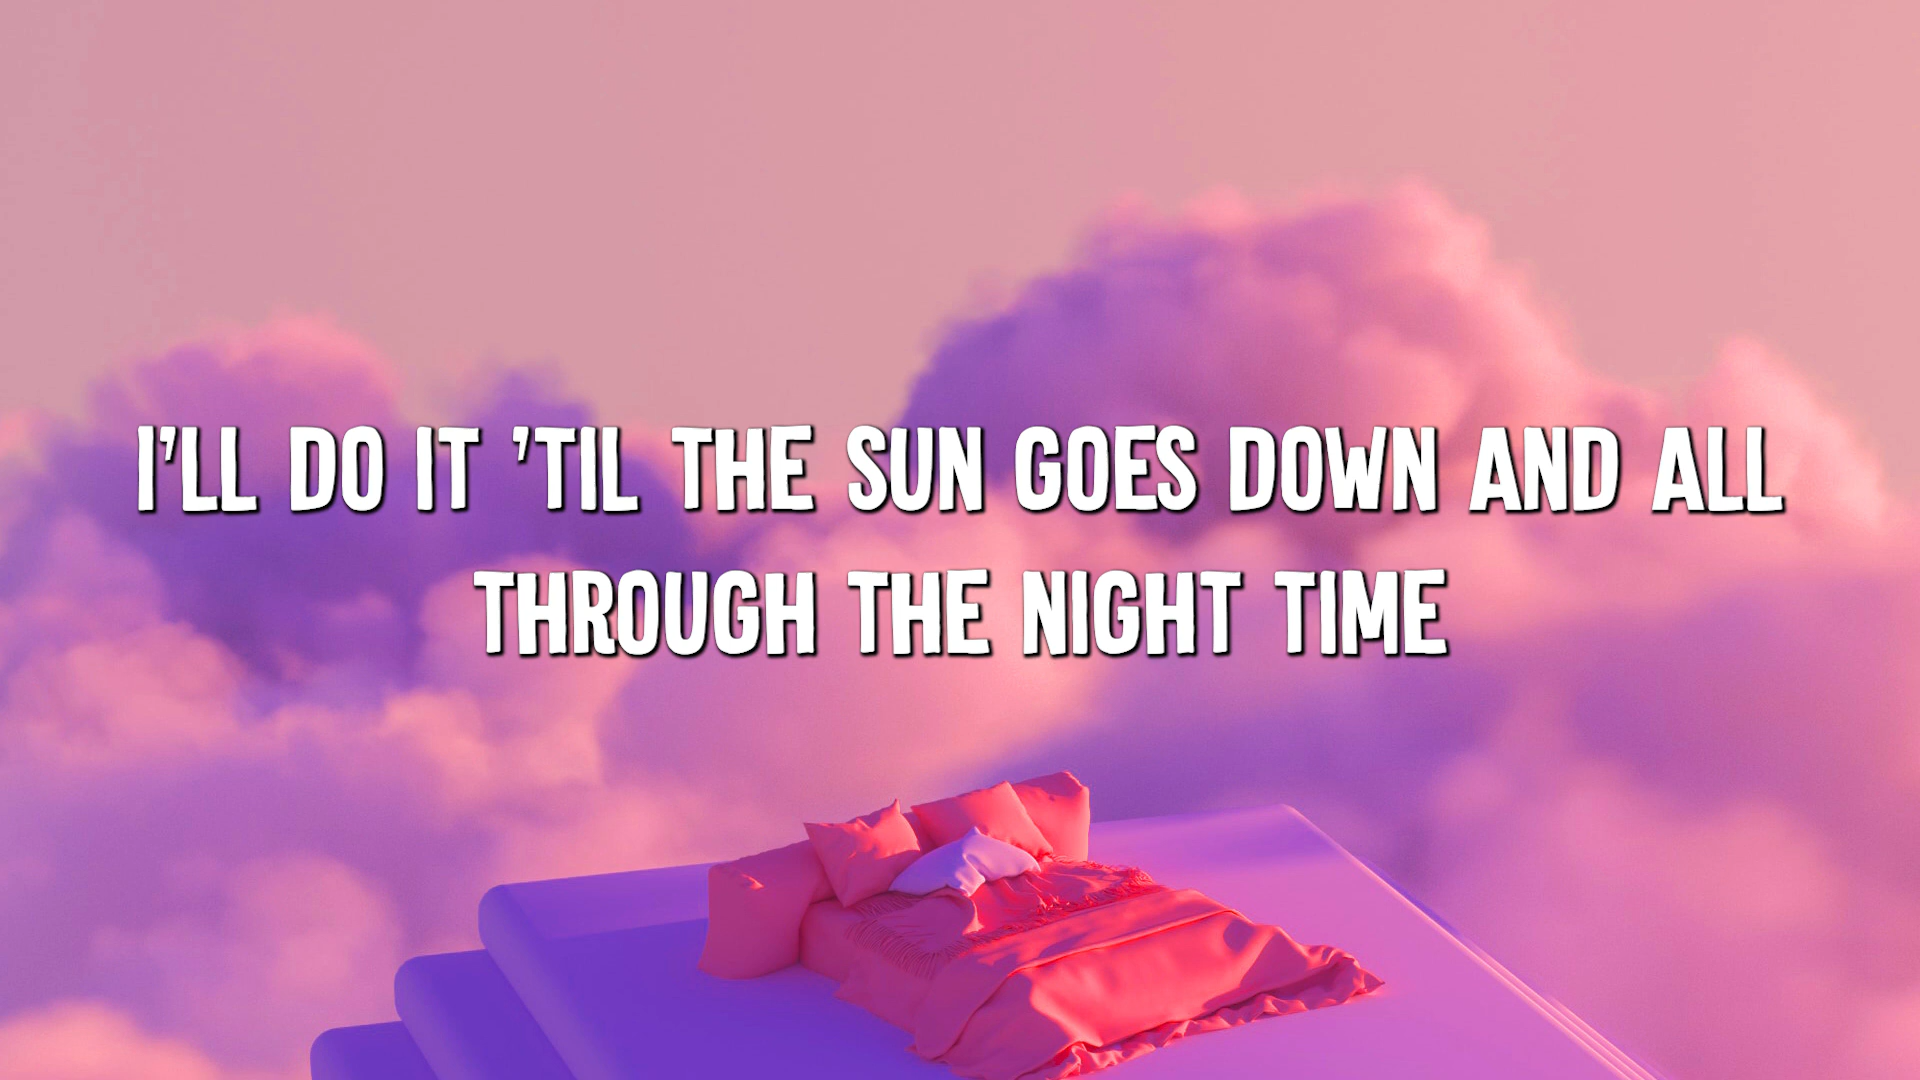 I'LL DO IT 'TIL THE SUN GOES DOWN AND ALL
THROUGH THE NIGHT TIME